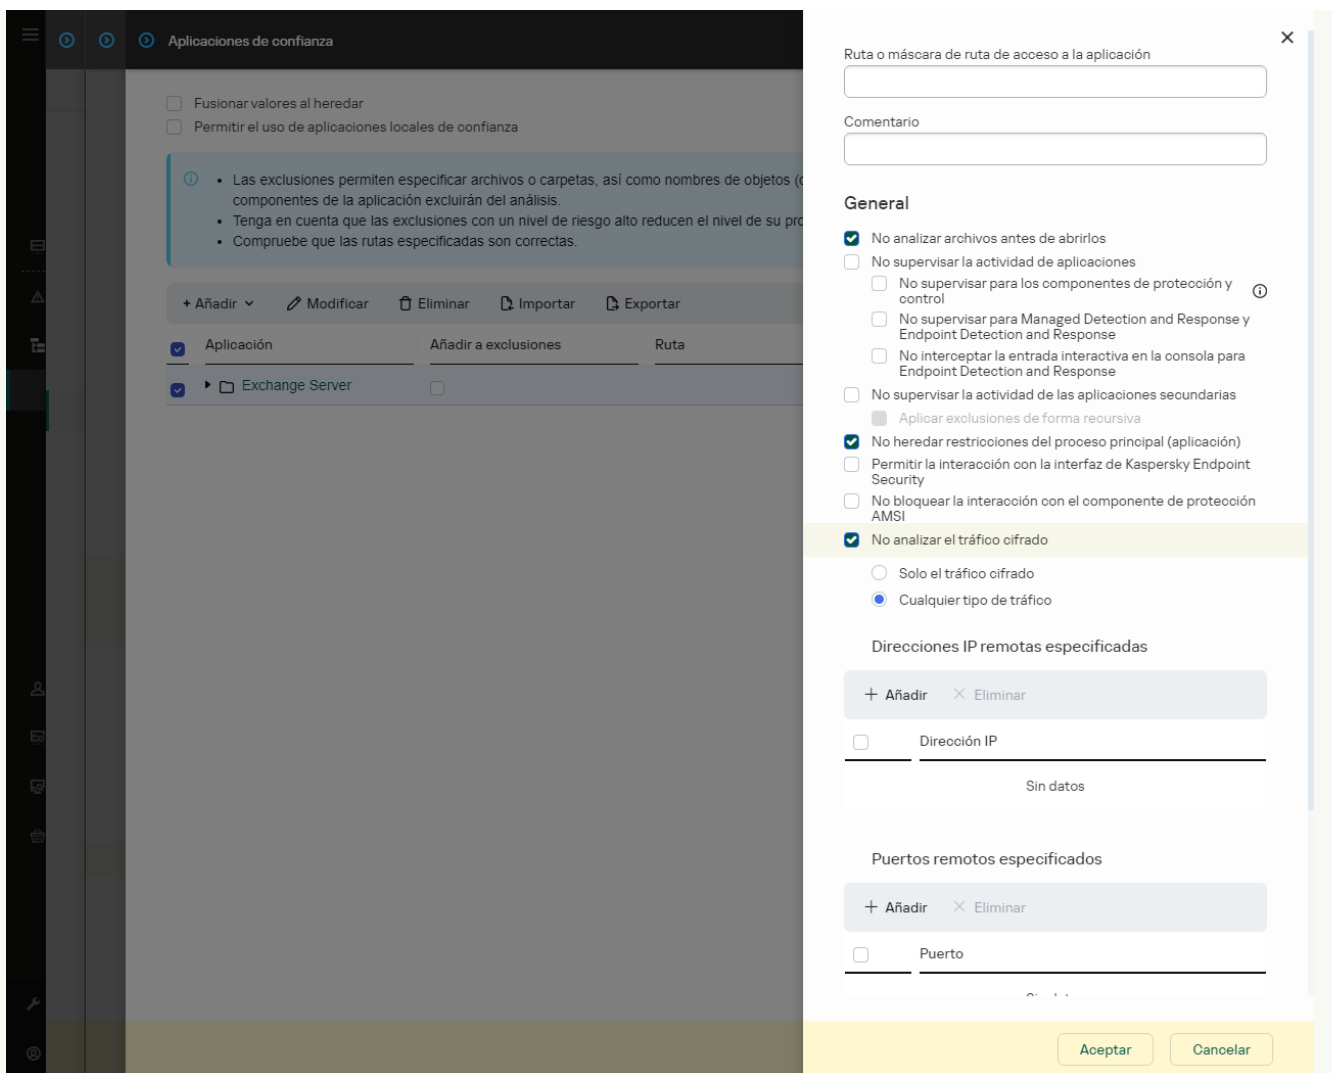 Aplicaciones de confianza
Fusionar valores al heredar
Permitir el uso de aplicaciones locales de confianza
Las exclusiones permiten especificar archivos o carpetas, así como nombres de objetos (
componentes de la aplicación excluirán del análisis.
Tenga en cuenta que las exclusiones con un nivel de riesgo alto reducen el nivel de su
Compruebe que las rutas especificadas son correctas.
+ Añadir
Modificar
Eliminar
Importar
Exportar
Aplicación
Añadir a exclusiones
Ruta
Exchange Server
Ruta o máscara de ruta de acceso a la aplicación
Comentario
General
No analizar archivos antes de abrirlos
No supervisar la actividad de aplicaciones
No supervisar para los componentes de protección y
control
No supervisar para Managed Detection and Response y
Endpoint Detection and Response
No interceptar la entrada interactiva en la consola para
Endpoint Detection and Response
No supervisar la actividad de las aplicaciones secundarias
Aplicar exclusiones de forma recursiva
No heredar restricciones del proceso principal (aplicación)
Permitir la interacción con la interfaz de Kaspersky Endpoint
Security
No bloquear la interacción con el componente de protección
AMSI
No analizar el tráfico cifrado
Solo el tráfico cifrado
Cualquier tipo de tráfico
Direcciones IP remotas especificadas
+ Añadir
Eliminar
Dirección IP
Sin datos
Puertos remotos especificados
+ Añadir
Eliminar
Puerto
Aceptar
Cancelar